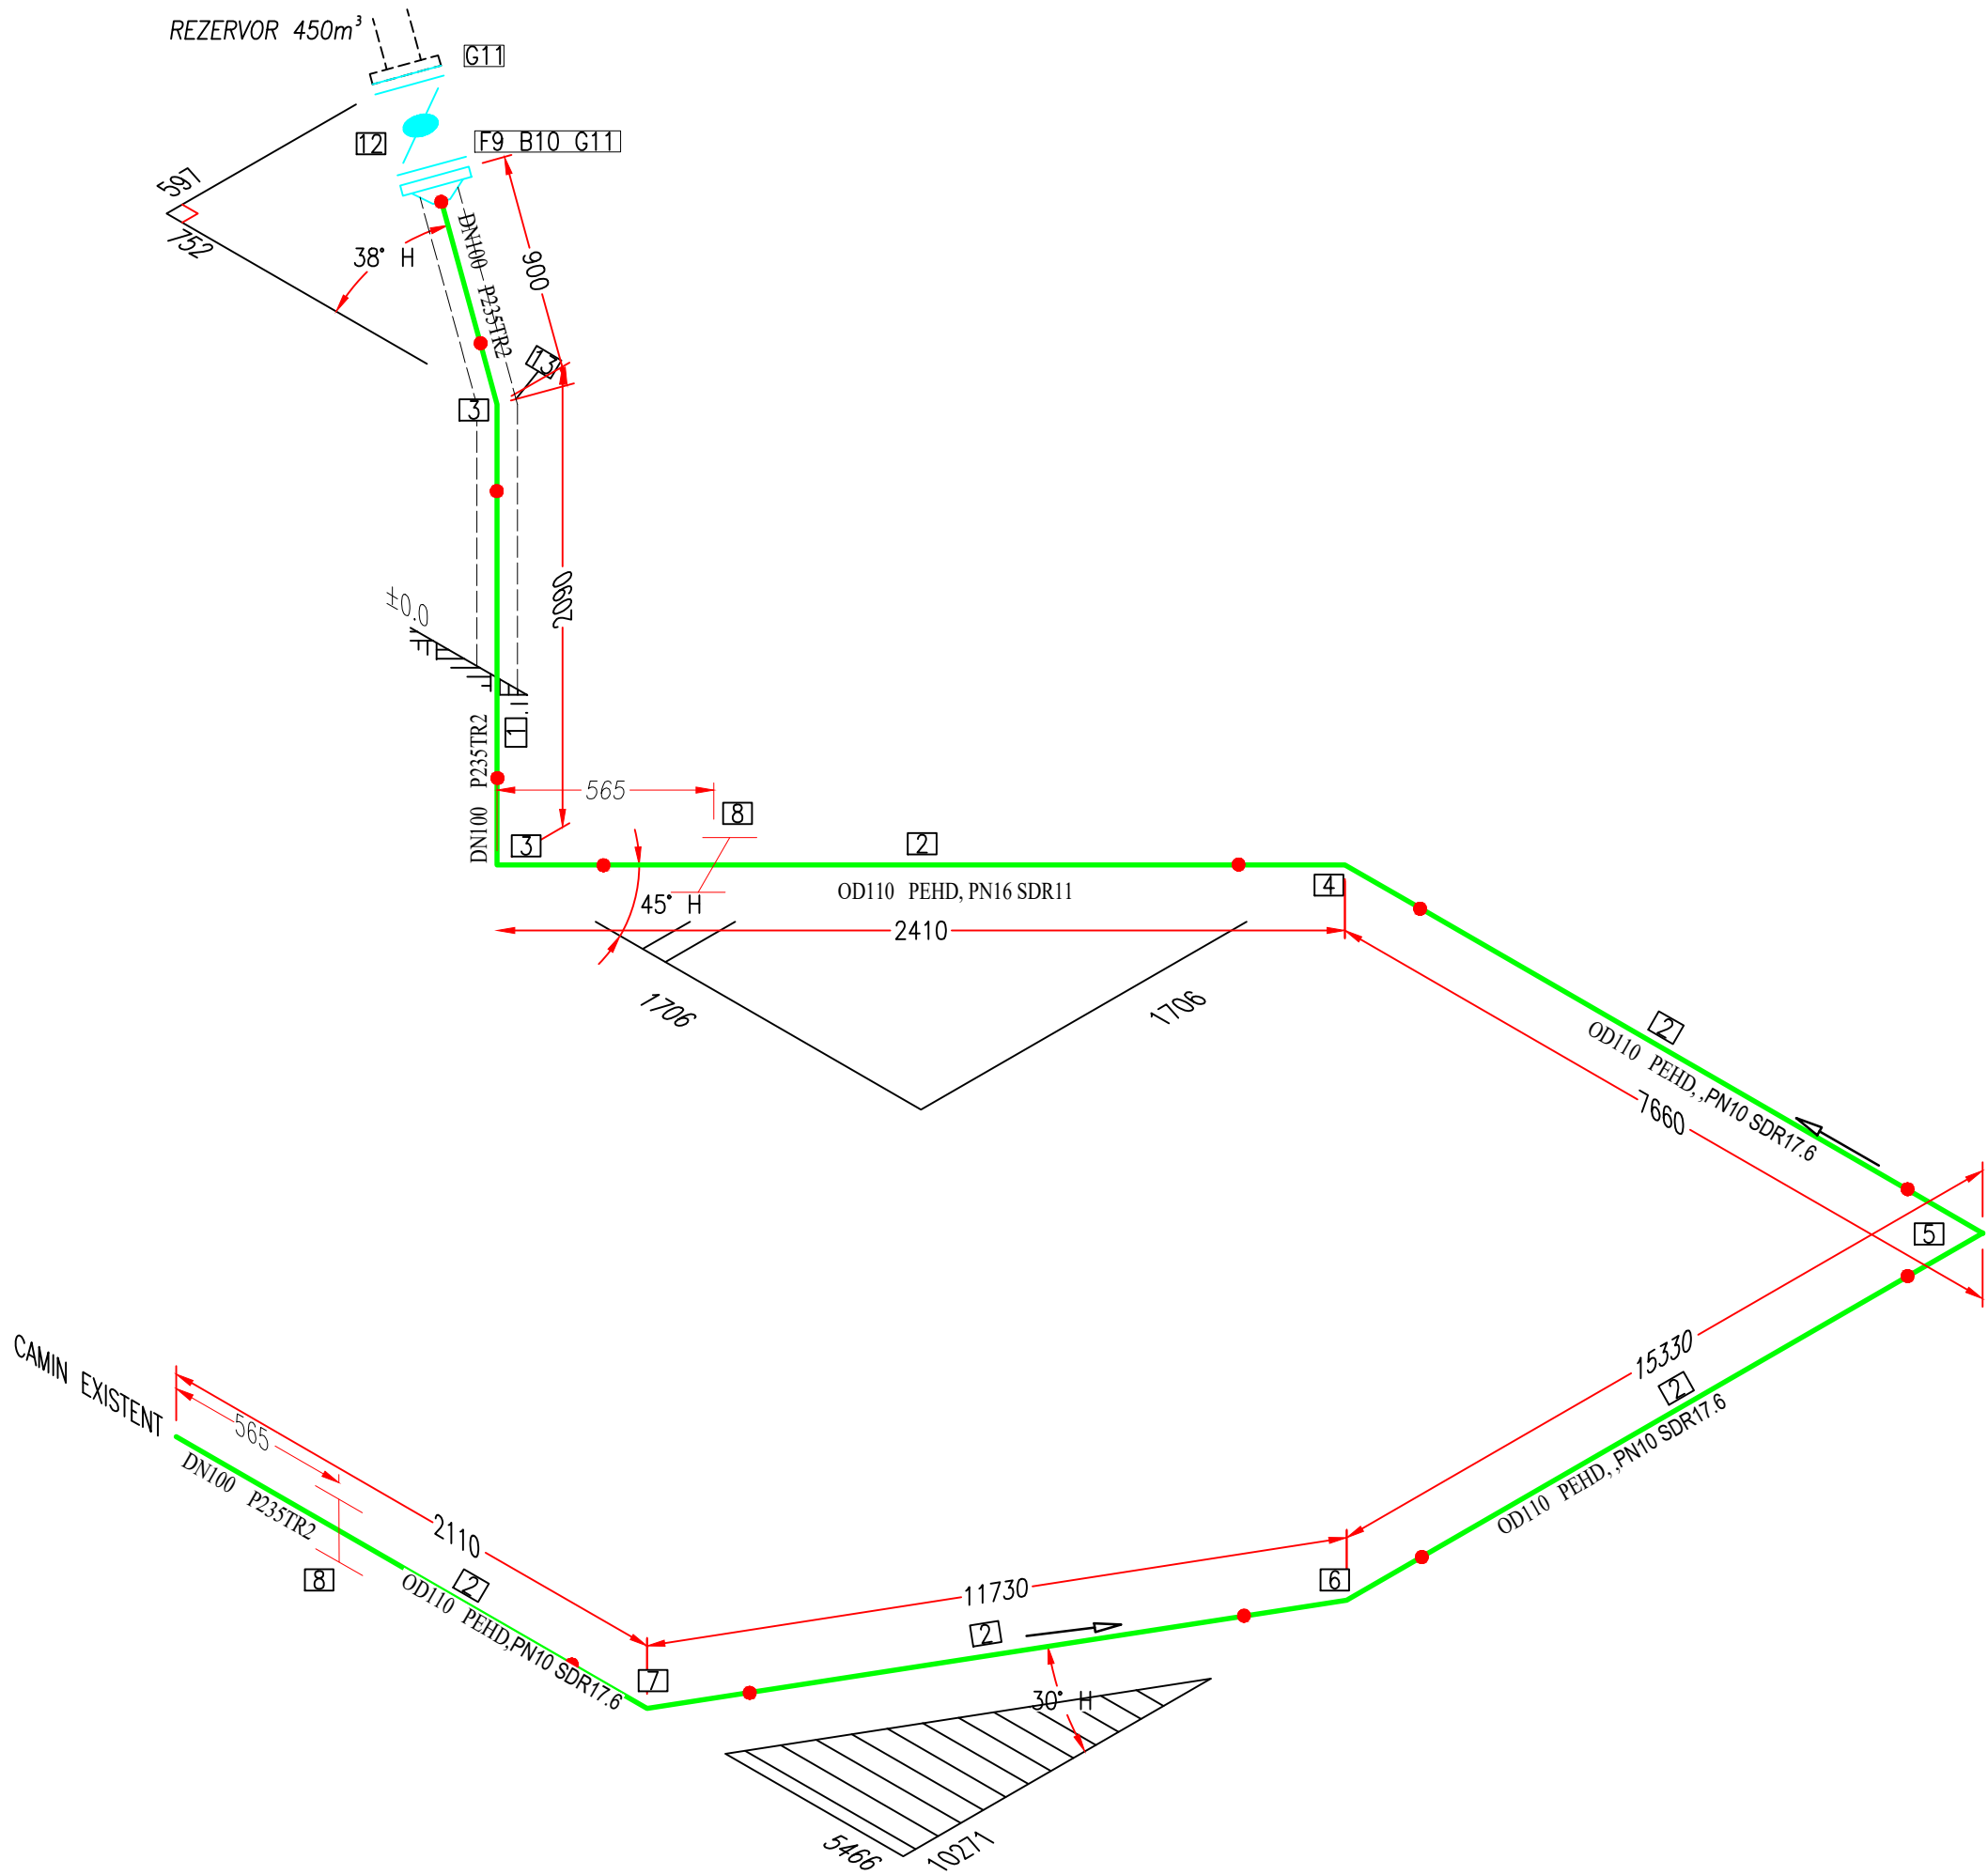 REZERVOR 450m³
G11
12
F9 B10 G11
597
752
38° H
DN100 P235TR2
900
13
3
2090
±0.0
1
DN100 P235TR2
565
8
3
2
4
45° H
OD110 PEHD, PN16 SDR11
2410
1706
1706
2
OD110 PEHD, ,PN10 SDR17.6
7660
5
15330
2
OD110 PEHD, ,PN10 SDR17.6
CAMIN EXISTENT
565
DN100 P235TR2
2110
8
2
OD110 PEHD,PN10 SDR17.6
11730
6
2
7
30° H
5466
10271